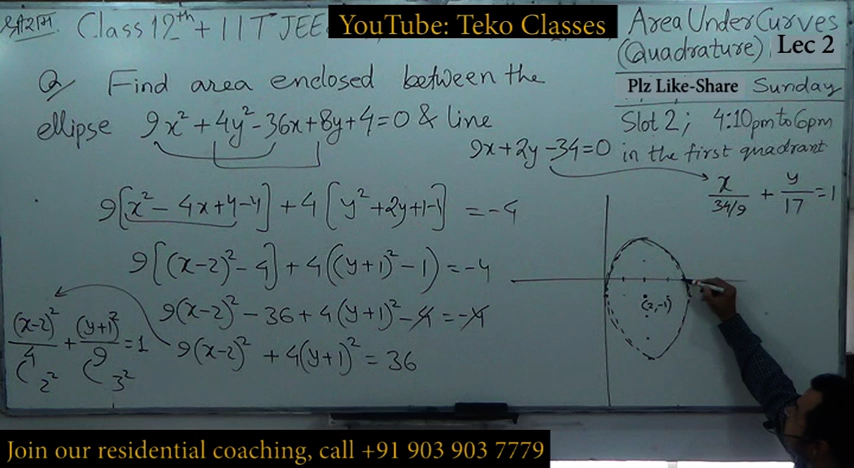 श्रीराम. Class 12th + IIT JEE
YouTube: Teko Classes
Area Under Curves
(Quadrature) Lec 2
Plz Like-Share Sunday
Slot 2; 4:10pm to 6pm
Q Find area enclosed between the
ellipse 9x² + 4y² - 36x + 8y + 4 = 0 & line
9x + 2y - 34 = 0 in the first quadrant
x/(34/9) + y/17 = 1
9[x² - 4x + 4 - 4] + 4[y² + 2y + 1 - 1] = -4
9[(x-2)² - 4] + 4((y+1)² - 1) = -4
9(x-2)² - 36 + 4(y+1)² - 4 = -4
9(x-2)² + 4(y+1)² = 36
(x-2)²/4 + (y+1)²/9 = 1
2² 3²
(2,-1)
Join our residential coaching, call +91 903 903 7779